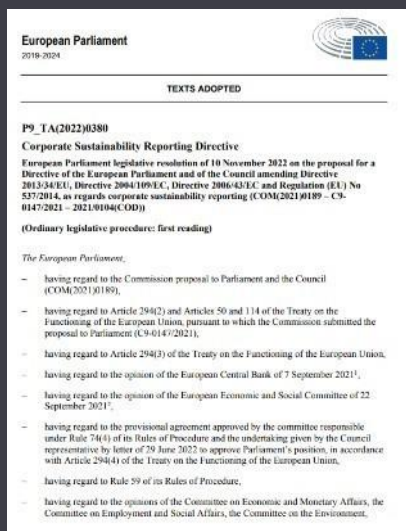 European Parliament
2019-2024
TEXTS ADOPTED
P9_TA(2022)0380
Corporate Sustainability Reporting Directive
European Parliament legislative resolution of 10 November 2022 on the proposal for a
Directive of the European Parliament and of the Council amending Directive
2013/34/EU, Directive 2004/109/EC, Directive 2006/43/EC and Regulation (EU) No
537/2014, as regards corporate sustainability reporting (COM(2021)0189 – C9-
0147/2021 – 2021/0104(COD))
(Ordinary legislative procedure: first reading)
The European Parliament,
– having regard to the Commission proposal to Parliament and the Council
(COM(2021)0189),
– having regard to Article 294(2) and Articles 50 and 114 of the Treaty on the
Functioning of the European Union, pursuant to which the Commission submitted the
proposal to Parliament (C9-0147/2021),
– having regard to Article 294(3) of the Treaty on the Functioning of the European Union,
– having regard to the opinion of the European Central Bank of 7 September 2021¹,
– having regard to the opinion of the European Economic and Social Committee of 22
September 2021²,
– having regard to the provisional agreement approved by the committee responsible
under Rule 74(4) of its Rules of Procedure and the undertaking given by the Council
representative by letter of 29 June 2022 to approve Parliament's position, in accordance
with Article 294(4) of the Treaty on the Functioning of the European Union,
– having regard to Rule 59 of its Rules of Procedure,
– having regard to the opinions of the Committee on Economic and Monetary Affairs, the
Committee on Employment and Social Affairs, the Committee on the Environment,